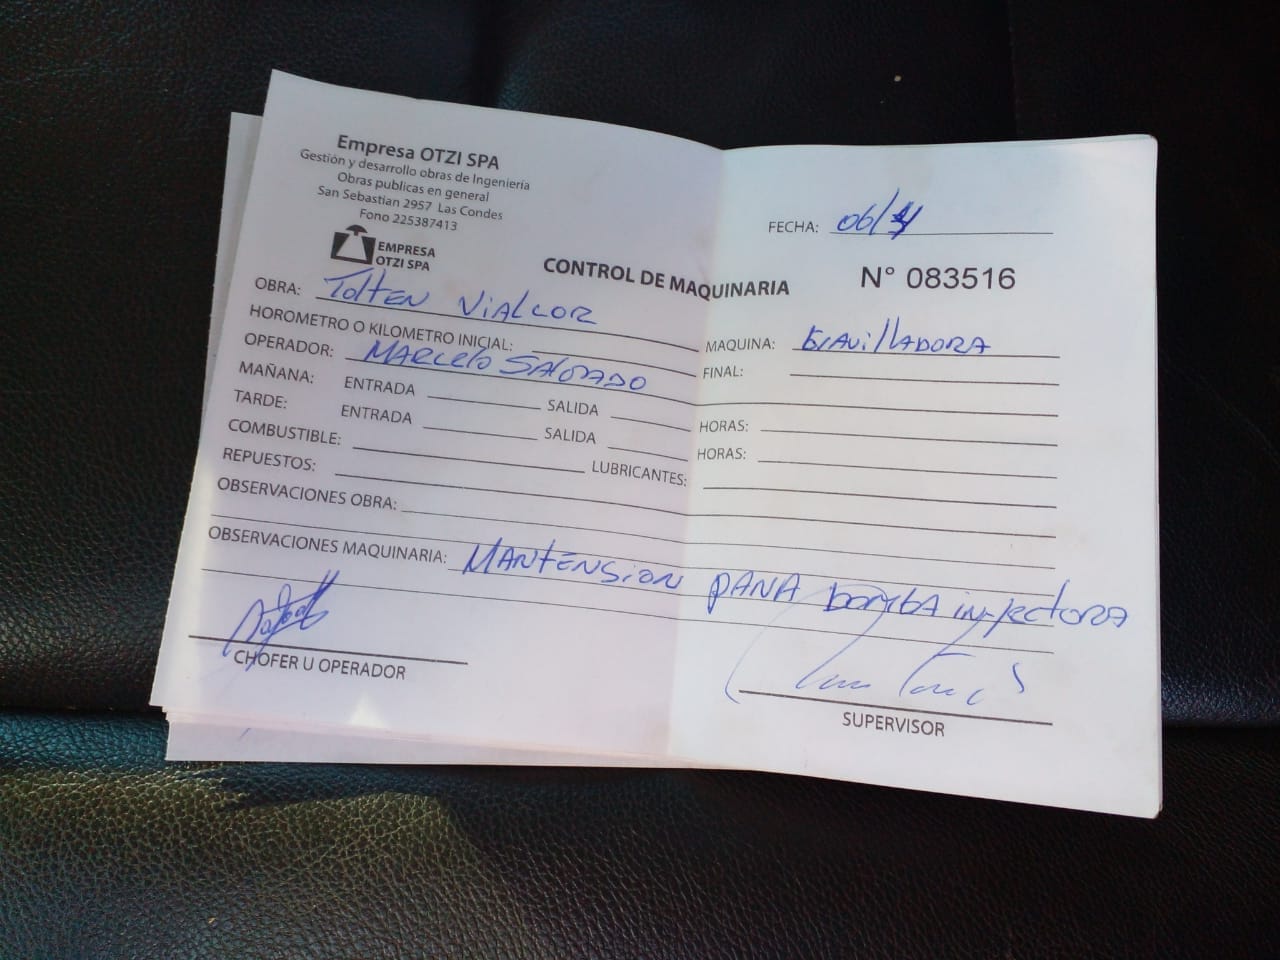 Empresa OTZI SPA
Gestión y desarrollo obras de Ingeniería
Obras publicas en general
San Sebastian 2957 Las Condes
Fono 225387413
EMPRESA
OTZI SPA
FECHA: 06/
CONTROL DE MAQUINARIA N° 083516
OBRA: Tolten Vialcor
HOROMETRO O KILOMETRO INICIAL: MAQUINA: GravillADORA
OPERADOR: MARCElo SALGADO FINAL:
MAÑANA: ENTRADA SALIDA HORAS:
TARDE: ENTRADA SALIDA HORAS:
COMBUSTIBLE: LUBRICANTES:
REPUESTOS:
OBSERVACIONES OBRA:
OBSERVACIONES MAQUINARIA: MANTENSION PANA bomba inyectora
CHOFER U OPERADOR
SUPERVISOR